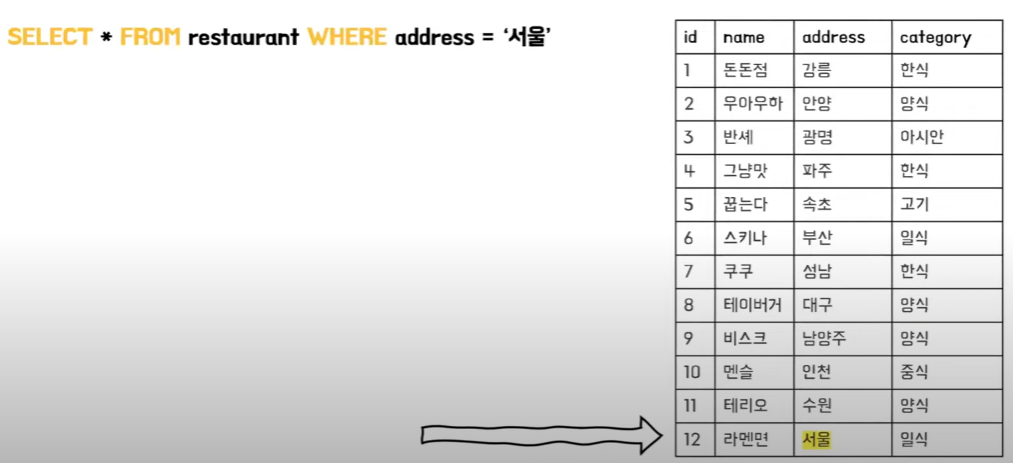 SELECT * FROM restaurant WHERE address = ‘서울’
id name address category
1 돈돈점 강릉 한식
2 우아우하 안양 양식
3 반셰 광명 아시안
4 그냥맛 파주 한식
5 꿉는다 속초 고기
6 스키나 부산 일식
7 쿠쿠 성남 한식
8 테이버거 대구 양식
9 비스크 남양주 양식
10 멘슬 인천 중식
11 테리오 수원 양식
12 라멘면 서울 일식